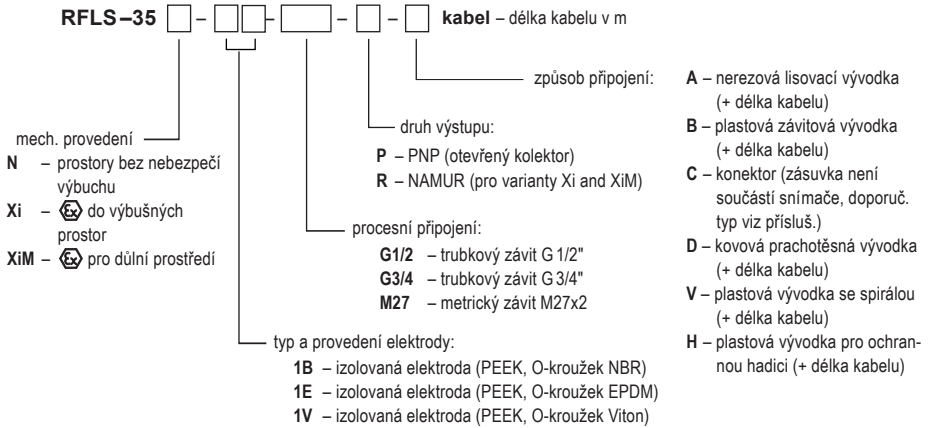 RFLS–35 – - – – kabel – délka kabelu v m
způsob připojení:
A – nerezová lisovací vývodka
(+ délka kabelu)
B – plastová závitová vývodka
(+ délka kabelu)
C – konektor (zásuvka není
součástí snímače, doporuč.
typ viz přísluš.)
D – kovová prachotěsná vývodka
(+ délka kabelu)
V – plastová vývodka se spirálou
(+ délka kabelu)
H – plastová vývodka pro ochran-
nou hadici (+ délka kabelu)
druh výstupu:
P – PNP (otevřený kolektor)
R – NAMUR (pro varianty Xi and XiM)
mech. provedení
N – prostory bez nebezpečí
výbuchu
Xi – Ex do výbušných
prostor
XiM – Ex pro důlní prostředí
procesní připojení:
G1/2 – trubkový závit G 1/2"
G3/4 – trubkový závit G 3/4"
M27 – metrický závit M27x2
typ a provedení elektrody:
1B – izolovaná elektroda (PEEK, O-kroužek NBR)
1E – izolovaná elektroda (PEEK, O-kroužek EPDM)
1V – izolovaná elektroda (PEEK, O-kroužek Viton)